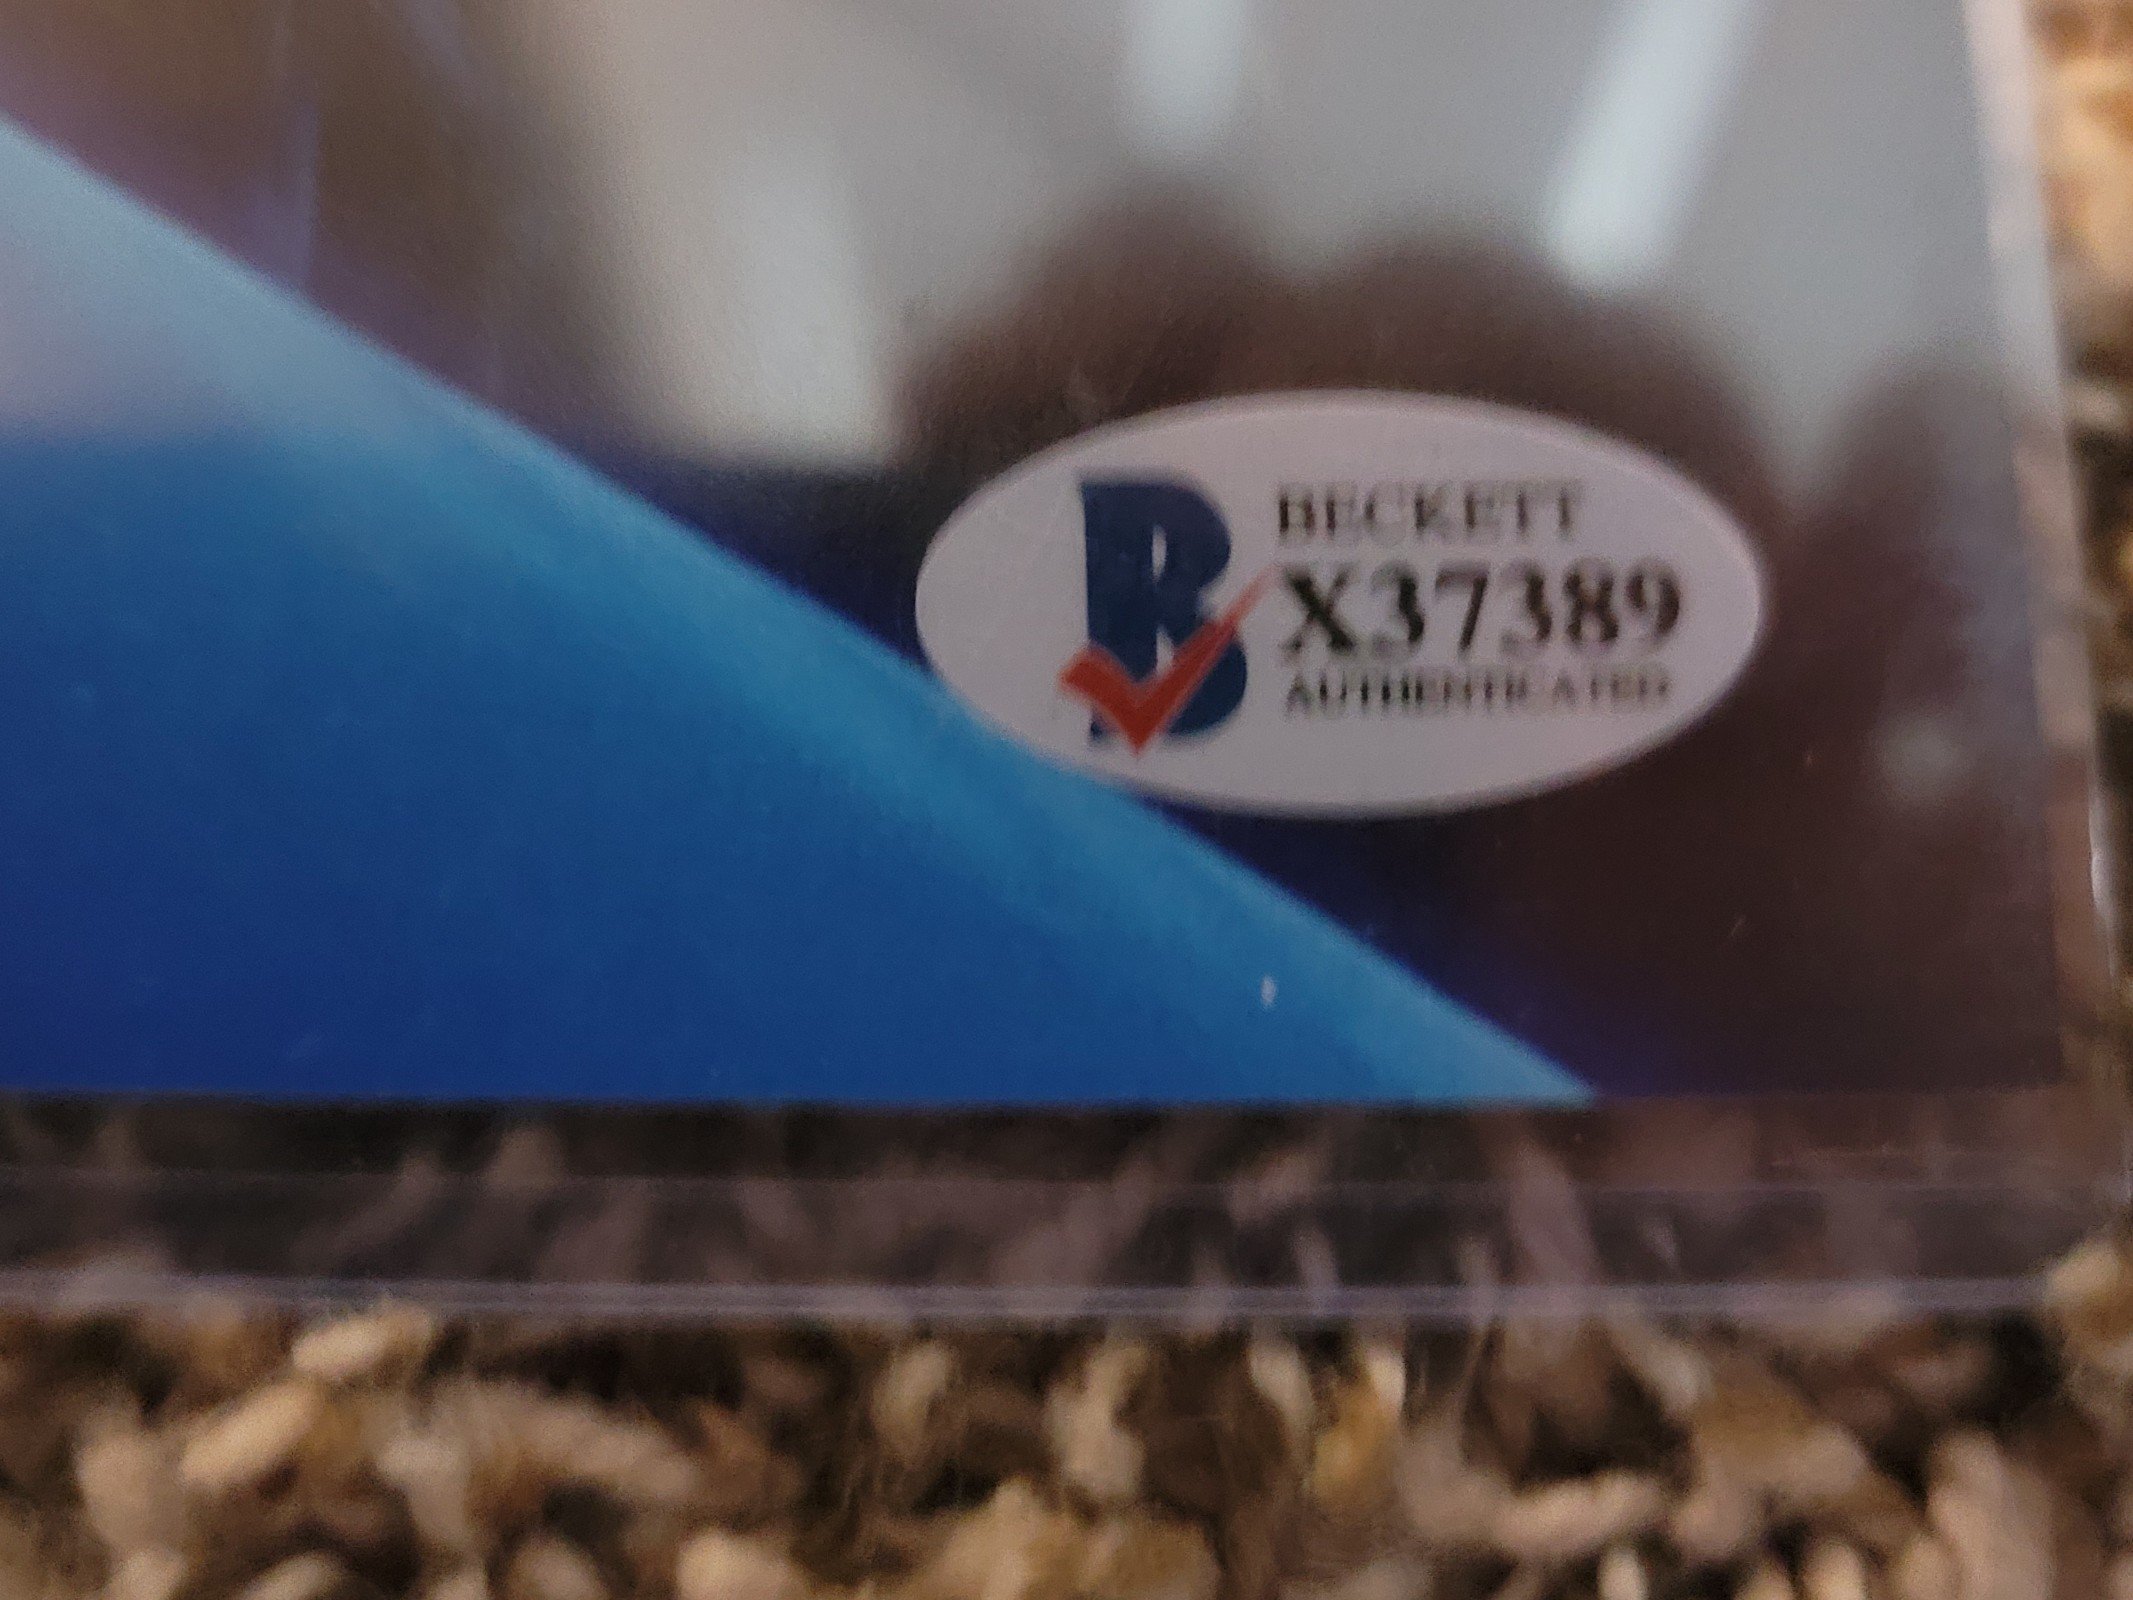 B BECKETT
X37389
AUTHENTICATED